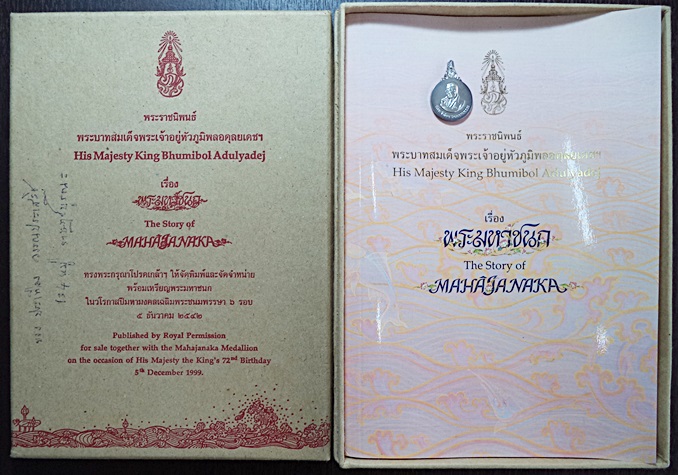 พระราชนิพนธ์
พระบาทสมเด็จพระเจ้าอยู่หัวภูมิพลอดุลยเดชฯ
His Majesty King Bhumibol Adulyadej
เรื่อง
พระมหาชนก
The Story of
MAHAJANAKA
ทรงพระกรุณาโปรดเกล้าฯ ให้จัดพิมพ์และจัดจำหน่าย
พร้อมเหรียญพระมหาชนก
ในวโรกาสเฉลิมพระชนมพรรษา ๖ รอบ
๕ ธันวาคม ๒๕๔๒
Published by Royal Permission
for sale together with the Mahajanaka Medallion
on the occasion of His Majesty the King's 72nd Birthday
5th December 1999.
พระราชนิพนธ์
พระบาทสมเด็จพระเจ้าอยู่หัวภูมิพลอดุลยเดชฯ
His Majesty King Bhumibol Adulyadej
เรื่อง
พระมหาชนก
The Story of
MAHAJANAKA